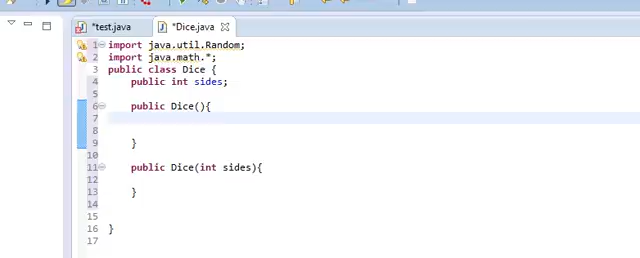 *test.java
*Dice.java
1 import java.util.Random;
2 import java.math.*;
3 public class Dice {
4 public int sides;
5
6 public Dice(){
7
8
9 }
10
11 public Dice(int sides){
12
13 }
14
15
16 }
17